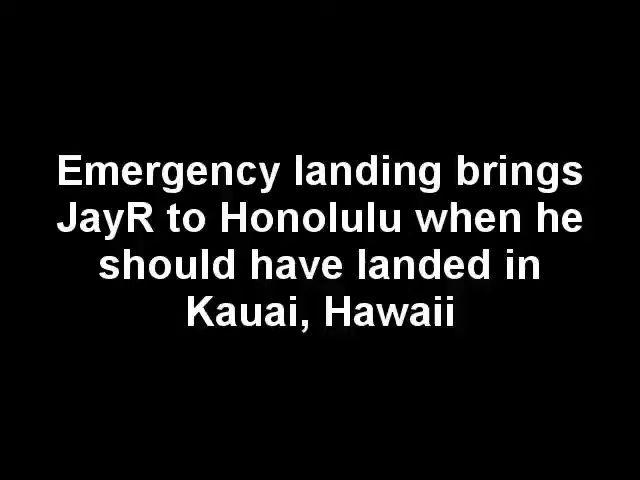 Emergency landing brings
JayR to Honolulu when he
should have landed in
Kauai, Hawaii